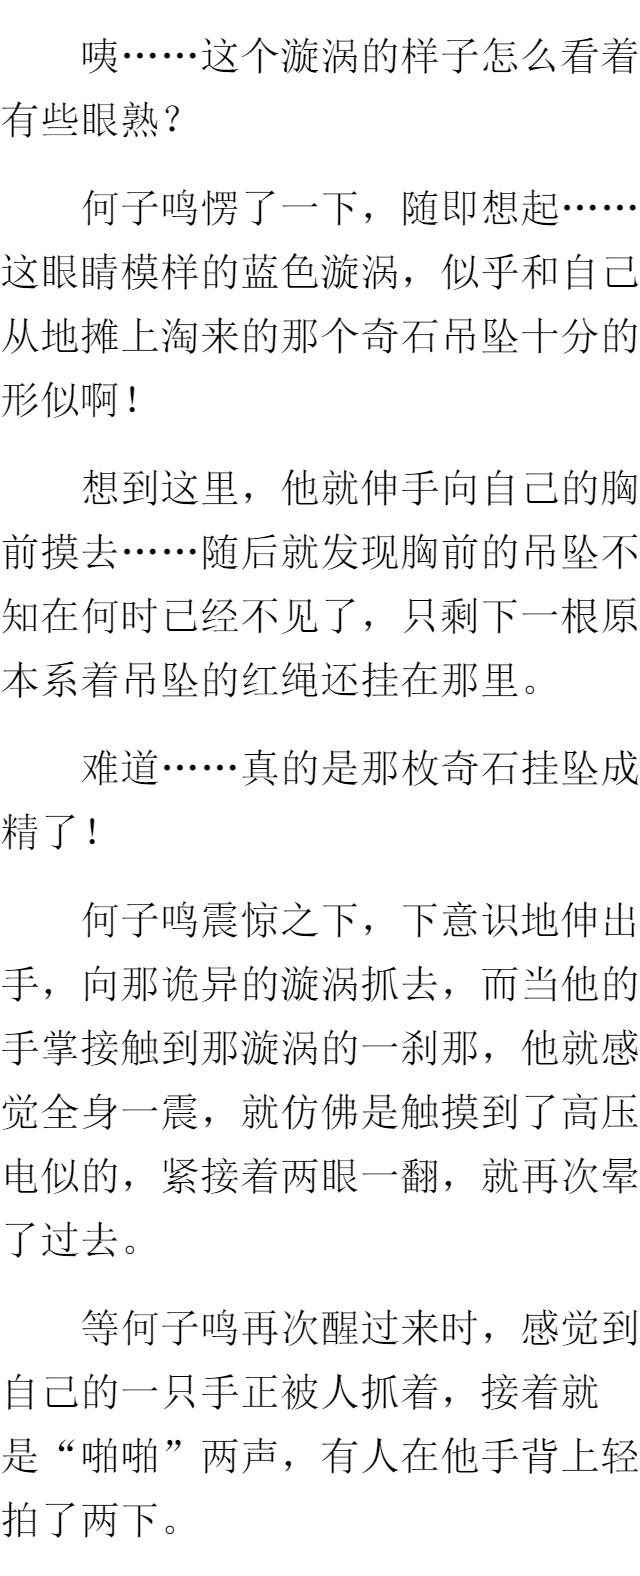 咦……这个漩涡的样子怎么看着
有些眼熟？
何子鸣愣了一下，随即想起……
这眼睛模样的蓝色漩涡，似乎和自己
从地摊上淘来的那个奇石吊坠十分的
形似啊！
想到这里，他就伸手向自己的胸
前摸去……随后就发现胸前的吊坠不
知在何时已经不见了，只剩下一根原
本系着吊坠的红绳还挂在那里。
难道……真的是那枚奇石挂坠成
精了！
何子鸣震惊之下，下意识地伸出
手，向那诡异的漩涡抓去，而当他的
手掌接触到那漩涡的一刹那，他就感
觉全身一震，就仿佛是触摸到了高压
电似的，紧接着两眼一翻，就再次晕
了过去。
等何子鸣再次醒过来时，感觉到
自己的一只手正被人抓着，接着就
是“啪啪”两声，有人在他手背上轻
拍了两下。